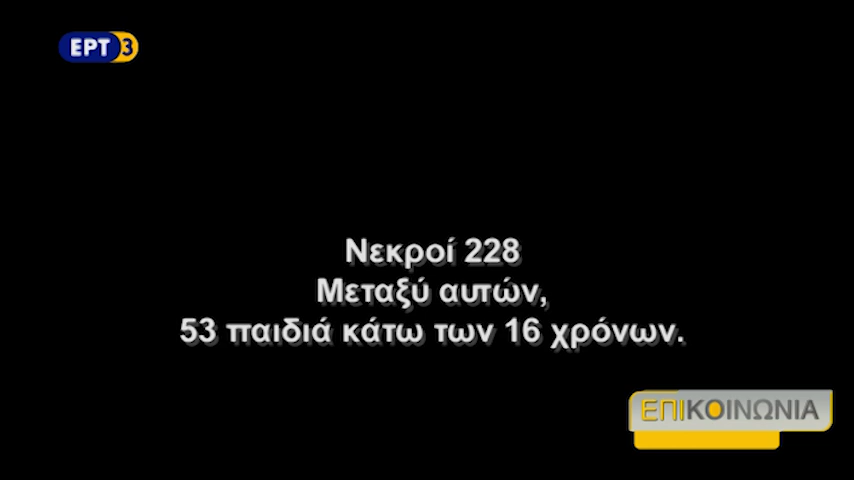 ΕΡΤ3
Νεκροί 228
Μεταξύ αυτών,
53 παιδιά κάτω των 16 χρόνων.
ΕΠΙΚΟΙΝΩΝΙΑ